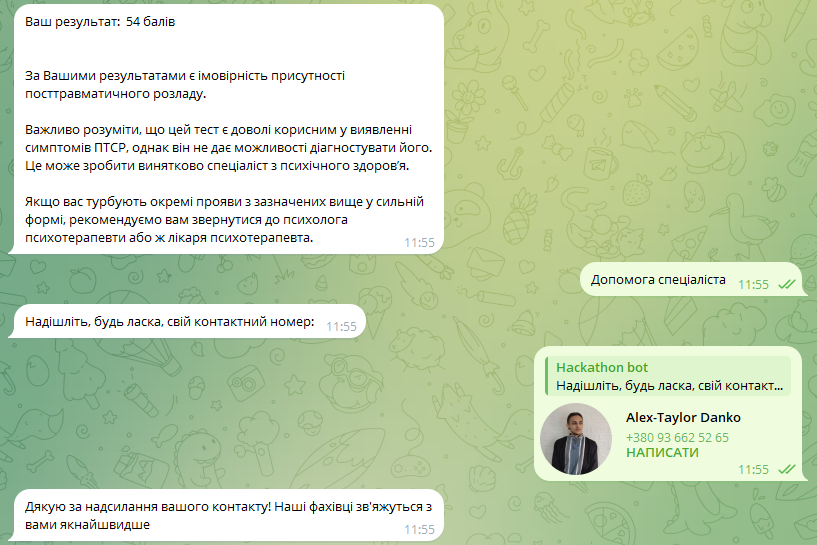 Ваш результат:  54 балів
За Вашими результатами є імовірність присутності
посттравматичного розладу.
Важливо розуміти, що цей тест є доволі корисним у виявленні
симптомів ПТСР, однак він не дає можливості діагностувати його.
Це може зробити винятково спеціаліст з психічного здоров’я.
Якщо вас турбують окремі прояви з зазначених вище у сильній
формі, рекомендуємо вам звернутися до психолога
психотерапевти або ж лікаря психотерапевта.
11:55
Допомога спеціаліста 11:55
Надішліть, будь ласка, свій контактний номер: 11:55
Hackathon bot
Надішліть, будь ласка, свій контакт...
Alex-Taylor Danko
+380 93 662 52 65
НАПИСАТИ
11:55
Дякую за надсилання вашого контакту! Наші фахівці зв'яжуться з
вами якнайшвидше 11:55